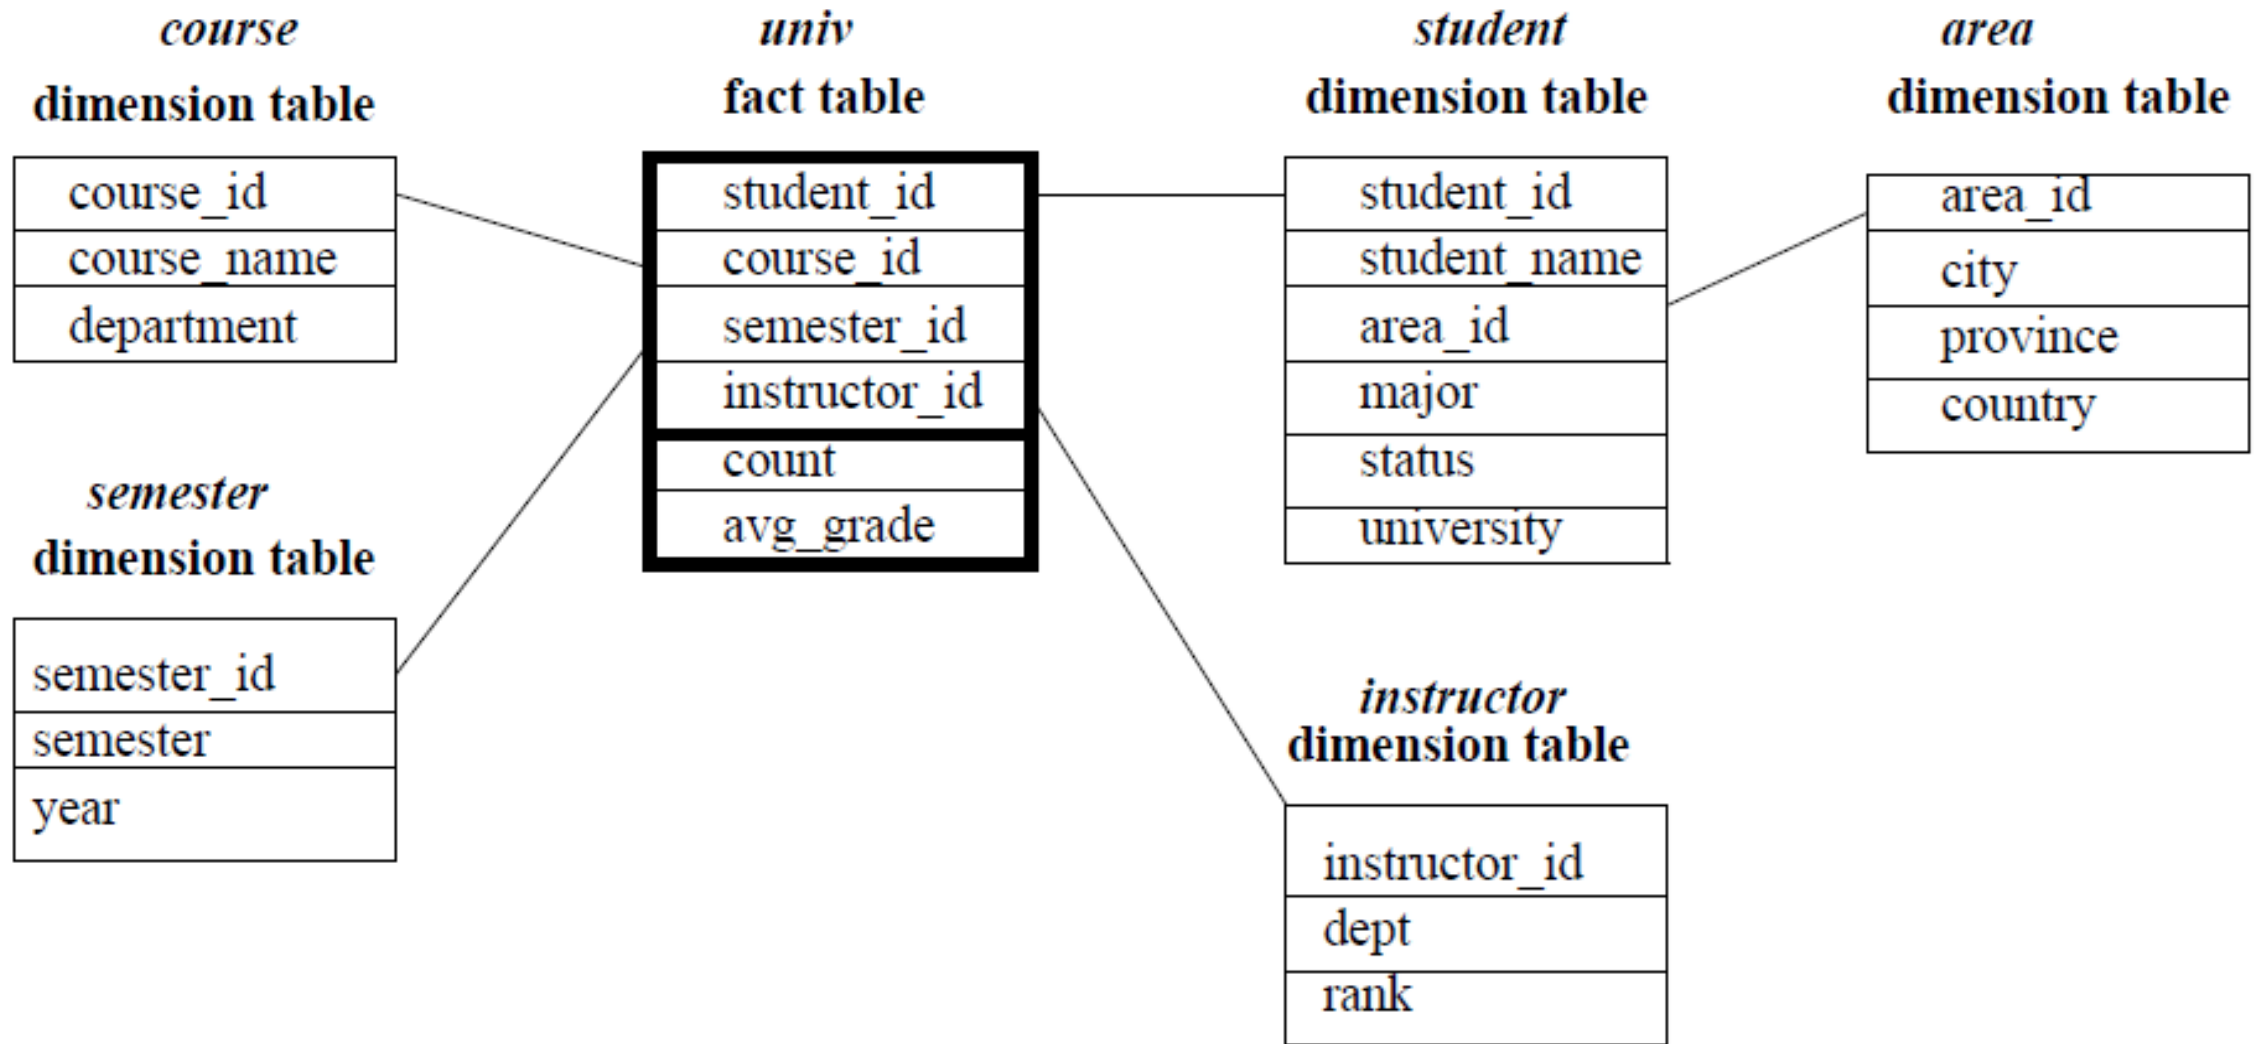 course
dimension table
course_id
course_name
department
semester
dimension table
semester_id
semester
year
univ
fact table
student_id
course_id
semester_id
instructor_id
count
avg_grade
student
dimension table
student_id
student_name
area_id
major
status
university
instructor
dimension table
instructor_id
dept
rank
area
dimension table
area_id
city
province
country